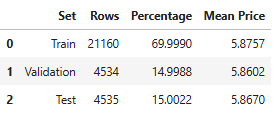 Set Rows Percentage Mean Price
0 Train 21160 69.9990 5.8757
1 Validation 4534 14.9988 5.8602
2 Test 4535 15.0022 5.8670